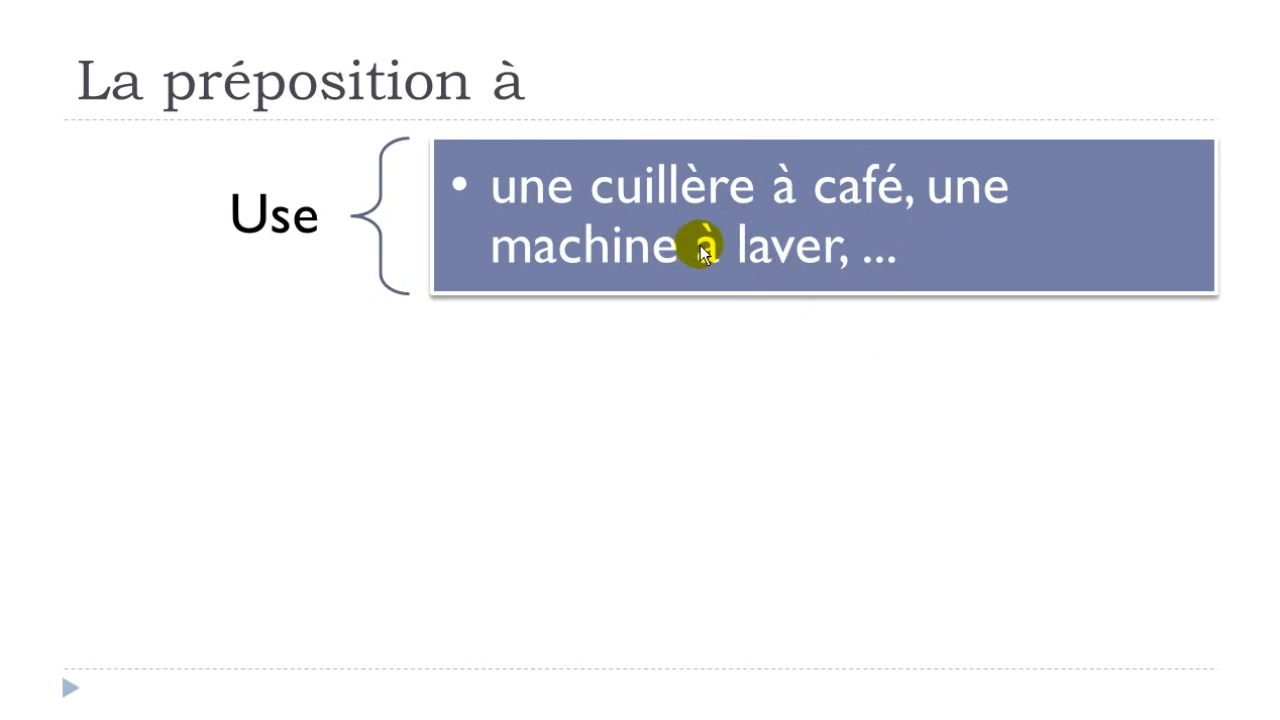 La préposition à
Use
• une cuillère à café, une
machine à laver, ...